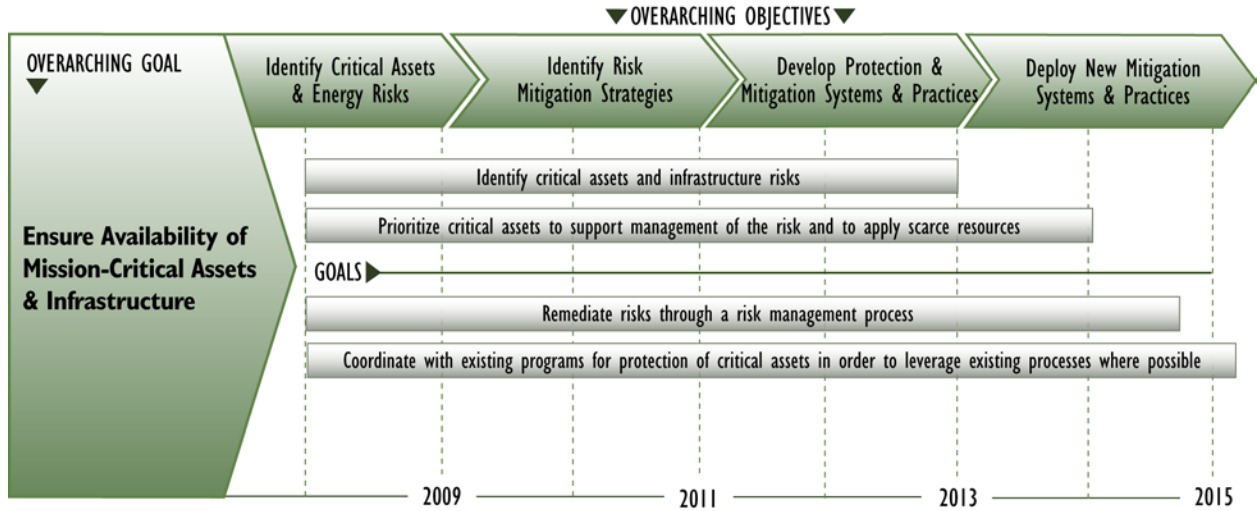 OVERARCHING OBJECTIVES
OVERARCHING GOAL
Identify Critical Assets
& Energy Risks
Identify Risk
Mitigation Strategies
Develop Protection &
Mitigation Systems & Practices
Deploy New Mitigation
Systems & Practices
Ensure Availability of
Mission-Critical Assets
& Infrastructure
Identify critical assets and infrastructure risks
Prioritize critical assets to support management of the risk and to apply scarce resources
GOALS
Remediate risks through a risk management process
Coordinate with existing programs for protection of critical assets in order to leverage existing processes where possible
2009
2011
2013
2015